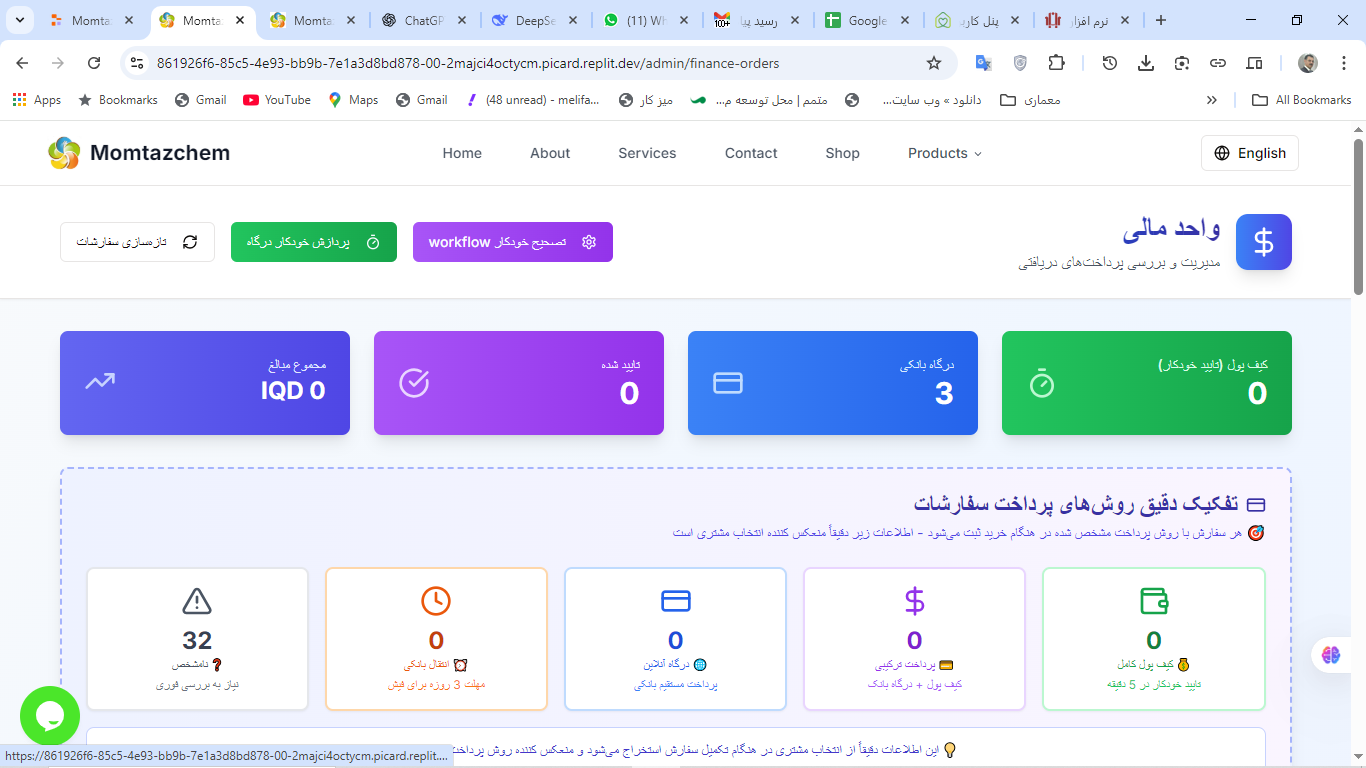 Momta
Momta
Momta
ChatGP
DeepSe
(11) Wh
رسید پیا
Google
پنل کاربر
نرم افزار
861926f6-85c5-4e93-bb9b-7e1a3d8bd878-00-2majci4octycm.picard.replit.dev/admin/finance-orders
Apps
Bookmarks
Gmail
YouTube
Maps
Gmail
(48 unread) - melifa...
میز کار
متمم | محل توسعه م...
دانلود » وب سایت...
معماری
»
All Bookmarks
Momtazchem
Home
About
Services
Contact
Shop
Products
English
واحد مالی
مدیریت و بررسی پرداخت‌های دریافتی
تصحیح خودکار workflow
پردازش خودکار درگاه
تازه‌سازی سفارشات
کیف پول (تایید خودکار)
0
درگاه بانکی
3
تایید شده
0
مجموع مبالغ
IQD 0
تفکیک دقیق روش‌های پرداخت سفارشات
🎯 هر سفارش با روش پرداخت مشخص شده در هنگام خرید ثبت می‌شود - اطلاعات زیر دقیقاً منعکس کننده انتخاب مشتری است
0
💰 کیف پول کامل
تایید خودکار در 5 دقیقه
0
💳 پرداخت ترکیبی
کیف پول + درگاه بانک
0
🌐 درگاه آنلاین
پرداخت مستقیم بانکی
0
⏰ انتقال بانکی
مهلت 3 روزه برای فیش
32
❓ نامشخص
نیاز به بررسی فوری
💡 این اطلاعات دقیقاً از انتخاب مشتری در هنگام تکمیل سفارش استخراج می‌شود و منعکس کننده روش پرداخت
https://861926f6-85c5-4e93-bb9b-7e1a3d8bd878-00-2majci4octycm.picard.replit....